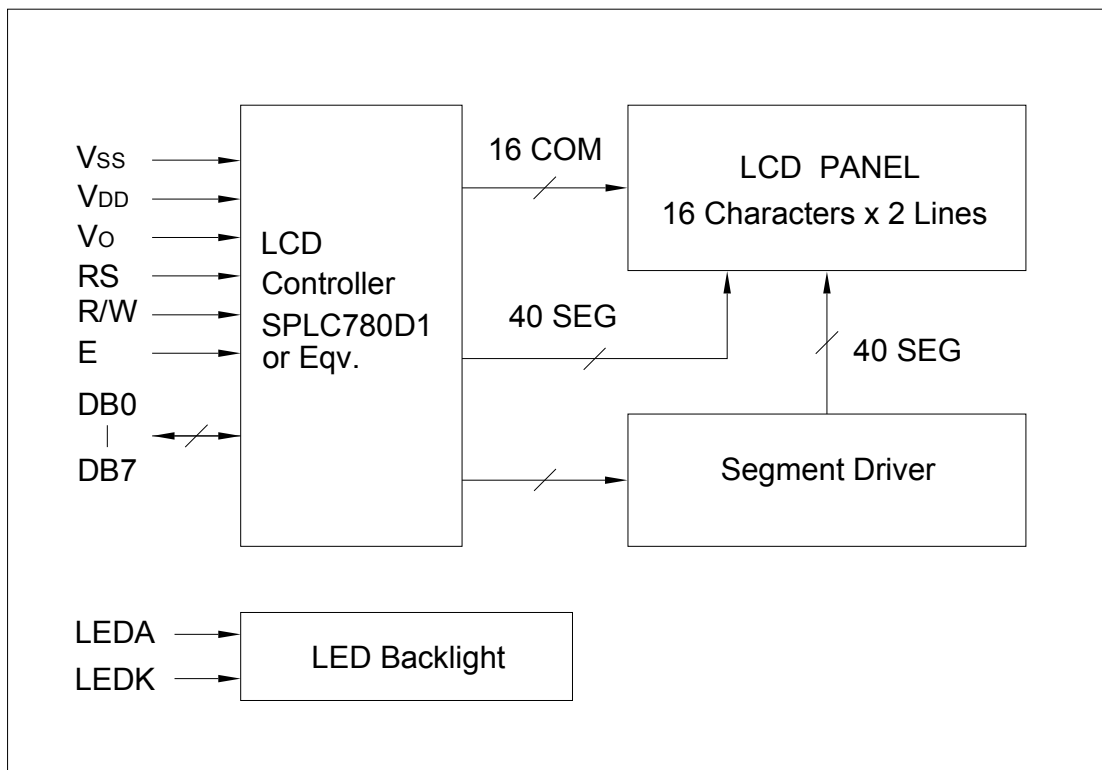 VSS
VDD
VO
RS
R/W
E
DB0
DB7
LCD
Controller
SPLC780D1
or Eqv.
16 COM
40 SEG
LCD PANEL
16 Characters x 2 Lines
40 SEG
Segment Driver
LEDA
LEDK
LED Backlight